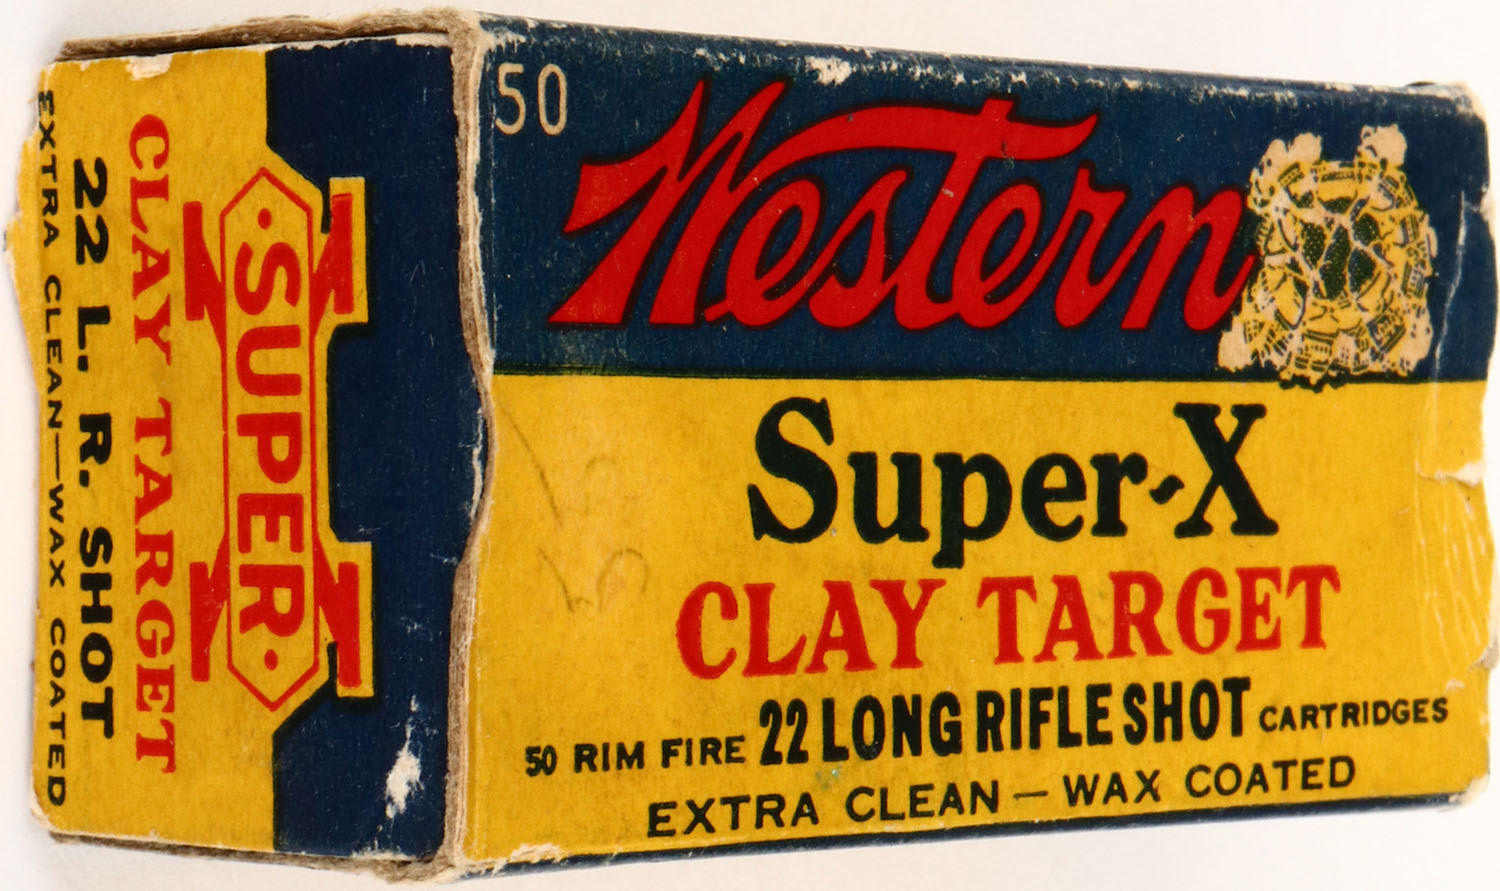 50
Western
Super-X
CLAY TARGET
50 RIM FIRE 22 LONG RIFLE SHOT CARTRIDGES
EXTRA CLEAN — WAX COATED
· SUPER ·
X
CLAY TARGET
22 L. R. SHOT
EXTRA CLEAN—WAX COATED